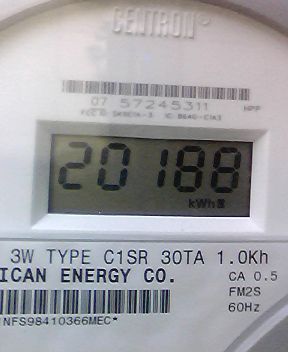 CENTRON
07 57245311 HPP
20188
kWh
3W TYPE C1SR 30TA 1.0Kh
ICAN ENERGY CO. CA 0.5
FM2S
60Hz
*NFS98410366MEC*